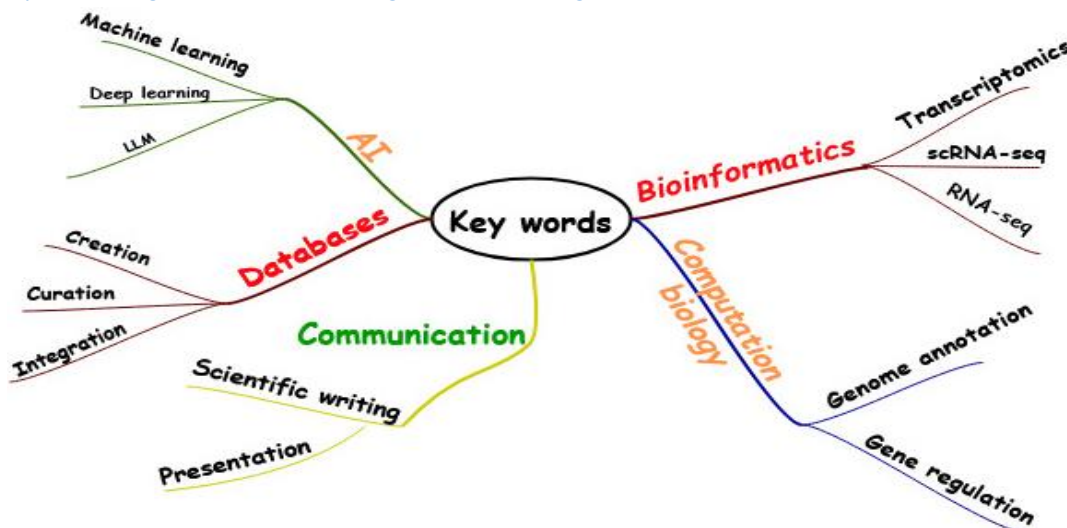 Machine learning
Deep learning
LLM
AI
Databases
Creation
Curation
Integration
Key words
Communication
Scientific writing
Presentation
Bioinformatics
Transcriptomics
scRNA-seq
RNA-seq
Computation
biology
Genome annotation
Gene regulation